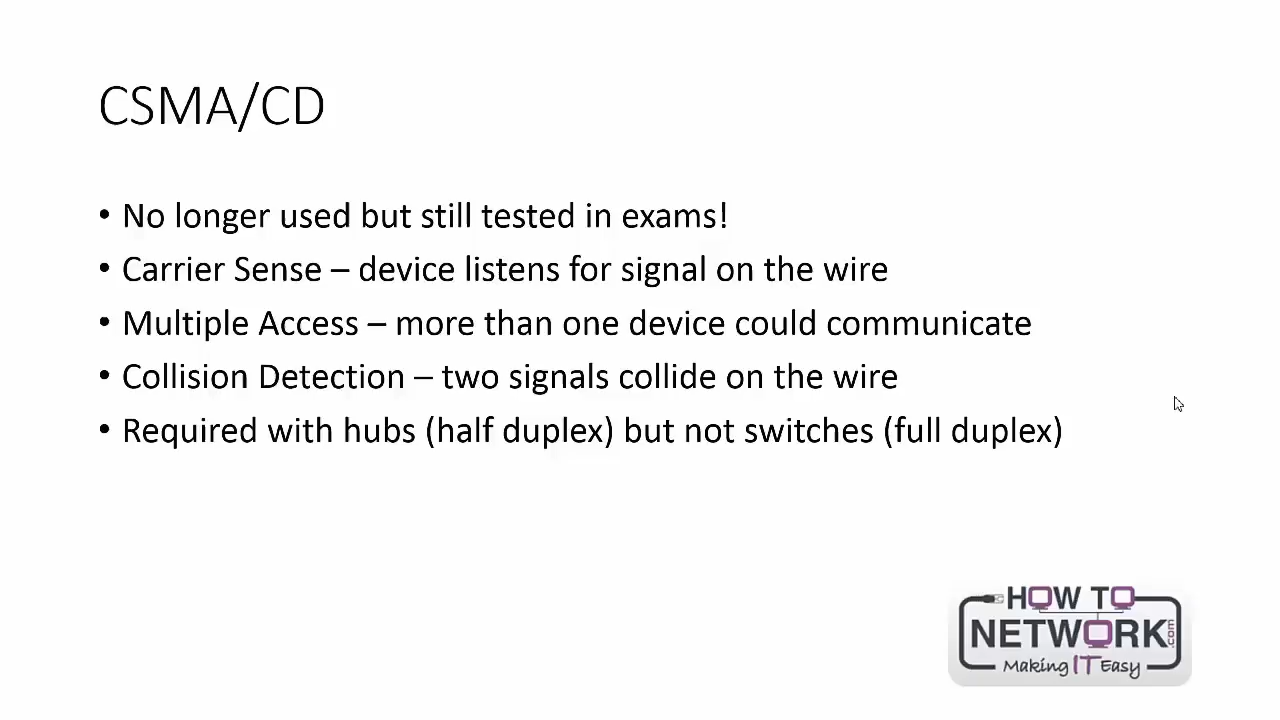 CSMA/CD
• No longer used but still tested in exams!
• Carrier Sense – device listens for signal on the wire
• Multiple Access – more than one device could communicate
• Collision Detection – two signals collide on the wire
• Required with hubs (half duplex) but not switches (full duplex)
HOW TO
NETWORK.com
Making IT Easy